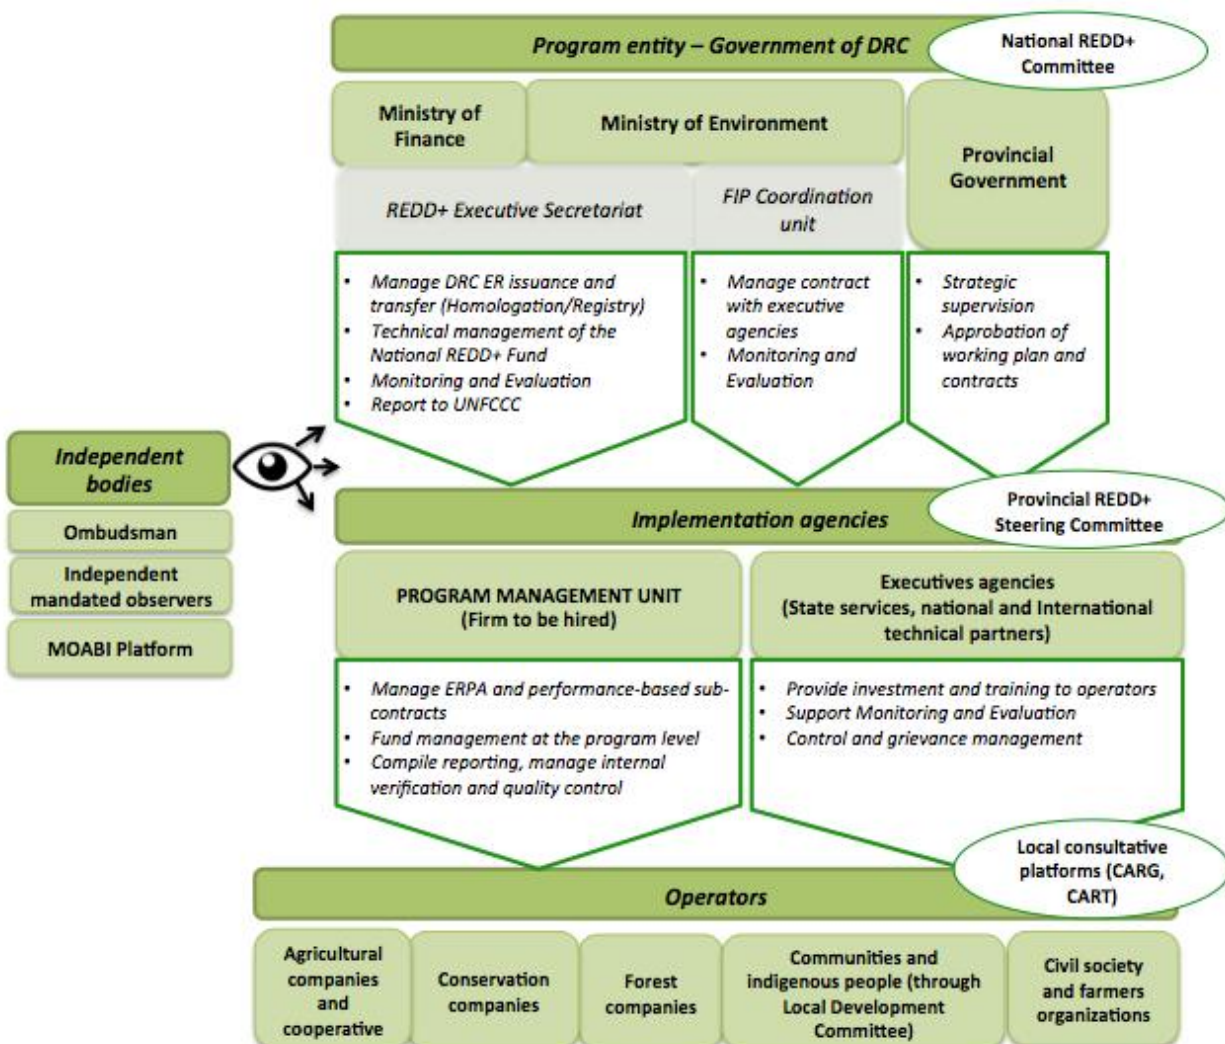 Program entity – Government of DRC
National REDD+
Committee
Ministry of
Finance
Ministry of Environment
Provincial
Government
REDD+ Executive Secretariat
FIP Coordination
unit
• Manage DRC ER issuance and
transfer (Homologation/Registry)
• Technical management of the
National REDD+ Fund
• Monitoring and Evaluation
• Report to UNFCCC
• Manage contract
with executive
agencies
• Monitoring and
Evaluation
• Strategic
supervision
• Approbation of
working plan and
contracts
Independent
bodies
Ombudsman
Independent
mandated observers
MOABI Platform
Implementation agencies
Provincial REDD+
Steering Committee
PROGRAM MANAGEMENT UNIT
(Firm to be hired)
Executives agencies
(State services, national and International
technical partners)
• Manage ERPA and performance-based sub-
contracts
• Fund management at the program level
• Compile reporting, manage internal
verification and quality control
• Provide investment and training to operators
• Support Monitoring and Evaluation
• Control and grievance management
Local consultative
platforms (CARG,
CART)
Operators
Agricultural
companies
and
cooperative
Conservation
companies
Forest
companies
Communities and
indigenous people (through
Local Development
Committee)
Civil society
and farmers
organizations